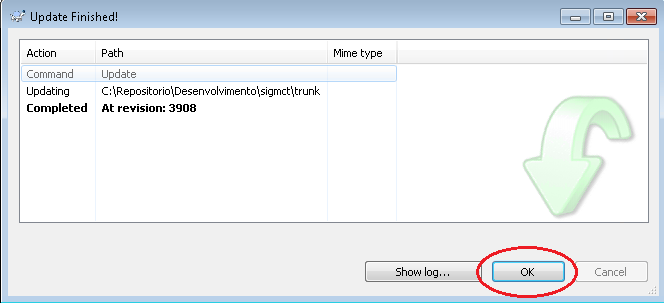 Update Finished!
Action Path Mime type
Command Update
Updating C:\Repositorio\Desenvolvimento\sigmct\trunk
Completed At revision: 3908
Show log... OK Cancel